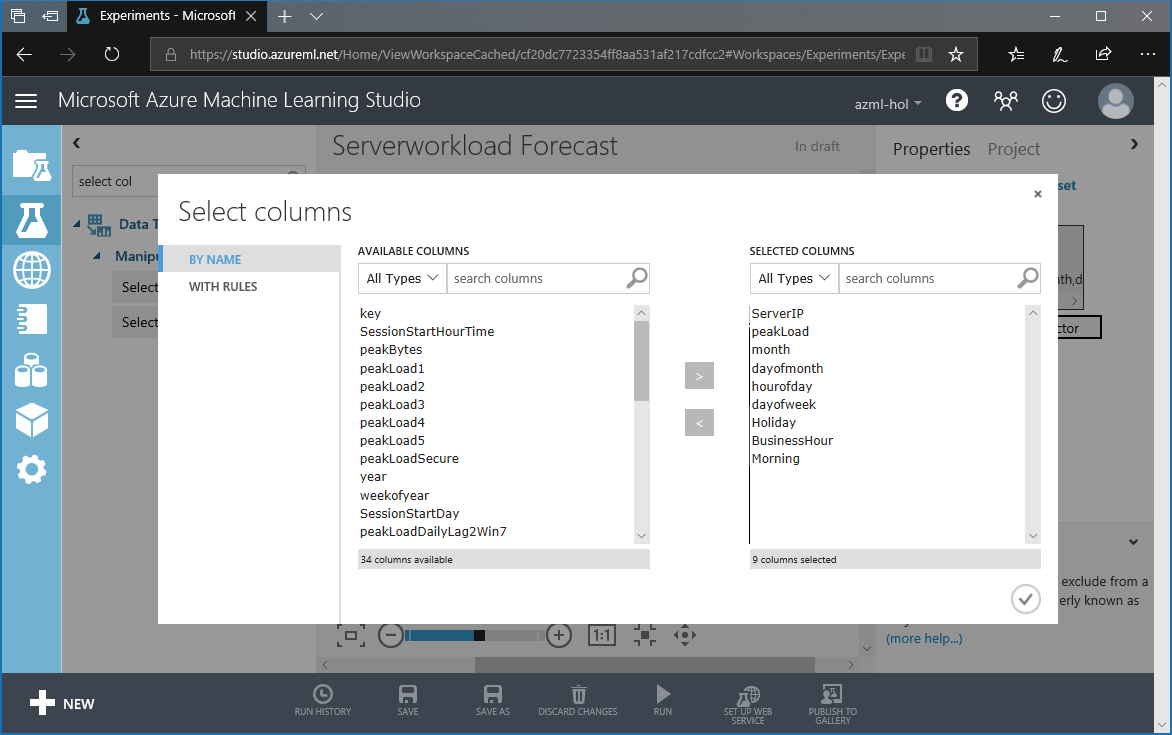 Experiments - Microsoft
https://studio.azureml.net/Home/ViewWorkspaceCached/cf20dc7723354ff8aa531af217cdfcc2#Workspaces/Experiments/Expe
Microsoft Azure Machine Learning Studio
azml-hol
Serverworkload Forecast
In draft
Properties
Project
select col
set
Data T
Manipu
Select
Select
Select columns
BY NAME
WITH RULES
AVAILABLE COLUMNS
All Types
search columns
key
SessionStartHourTime
peakBytes
peakLoad1
peakLoad2
peakLoad3
peakLoad4
peakLoad5
peakLoadSecure
year
weekofyear
SessionStartDay
peakLoadDailyLag2Win7
34 columns available
>
<
SELECTED COLUMNS
All Types
search columns
ServerIP
peakLoad
month
dayofmonth
hourofday
dayofweek
Holiday
BusinessHour
Morning
9 columns selected
th,d
ctor
exclude from a
erly known as
(more help...)
1:1
NEW
RUN HISTORY
SAVE
SAVE AS
DISCARD CHANGES
RUN
SET UP WEB
SERVICE
PUBLISH TO
GALLERY